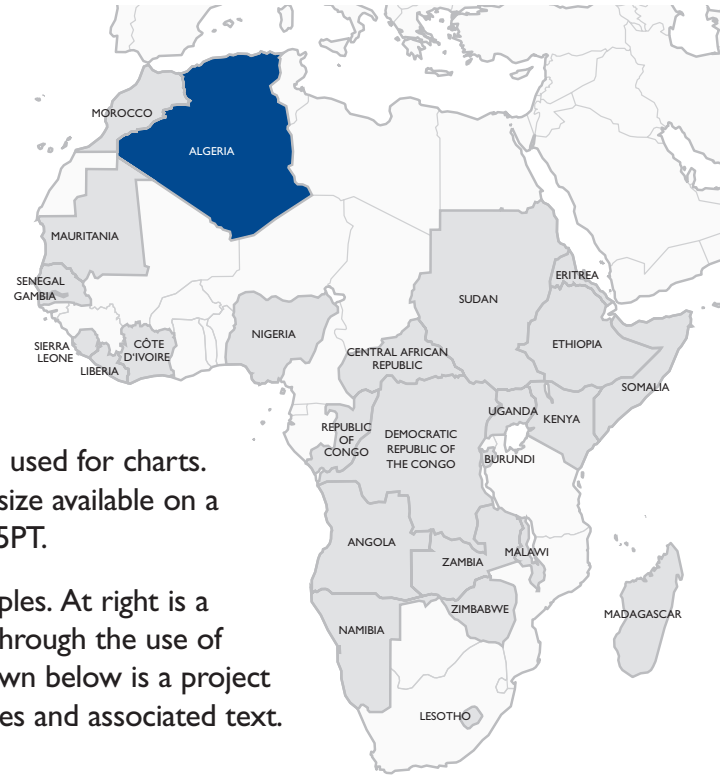 MOROCCO
ALGERIA
MAURITANIA
SENEGAL
GAMBIA
SIERRA
LEONE
LIBERIA
CÔTE
D'IVOIRE
NIGERIA
CENTRAL AFRICAN
REPUBLIC
SUDAN
ERITREA
ETHIOPIA
SOMALIA
UGANDA
KENYA
REPUBLIC
OF
CONGO
DEMOCRATIC
REPUBLIC OF
THE CONGO
BURUNDI
ANGOLA
ZAMBIA
MALAWI
ZIMBABWE
NAMIBIA
MADAGASCAR
LESOTHO
used for charts.
size available on a
5PT.
ples. At right is a
hrough the use of
wn below is a project
es and associated text.